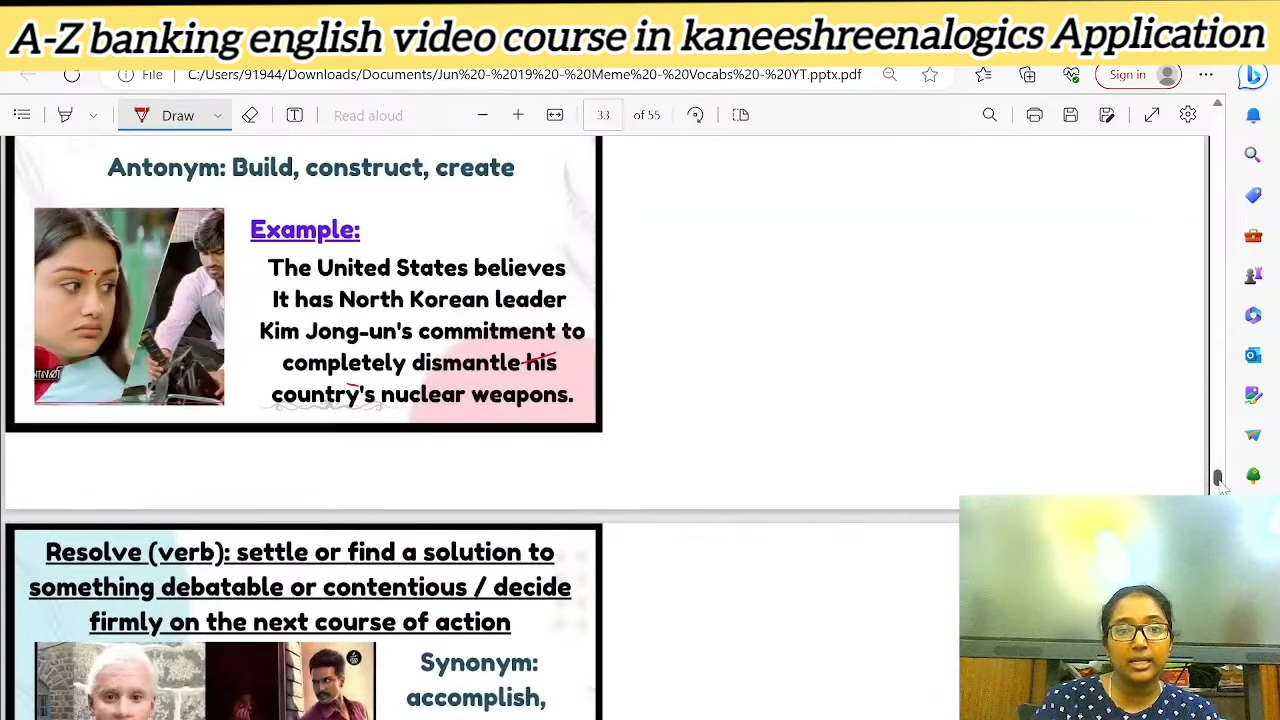 A-Z banking english video course in kaneeshreenalogics Application
File C:/Users/91944/Downloads/Documents/Jun%20-%2019%20-%20Meme%20-%20Vocabs%20-%20YT.pptx.pdf Sign in
Draw Read aloud 33 of 55
Antonym: Build, construct, create
Example:
The United States believes
It has North Korean leader
Kim Jong-un's commitment to
completely dismantle his
country's nuclear weapons.
Resolve (verb): settle or find a solution to
something debatable or contentious / decide
firmly on the next course of action
Synonym:
accomplish,